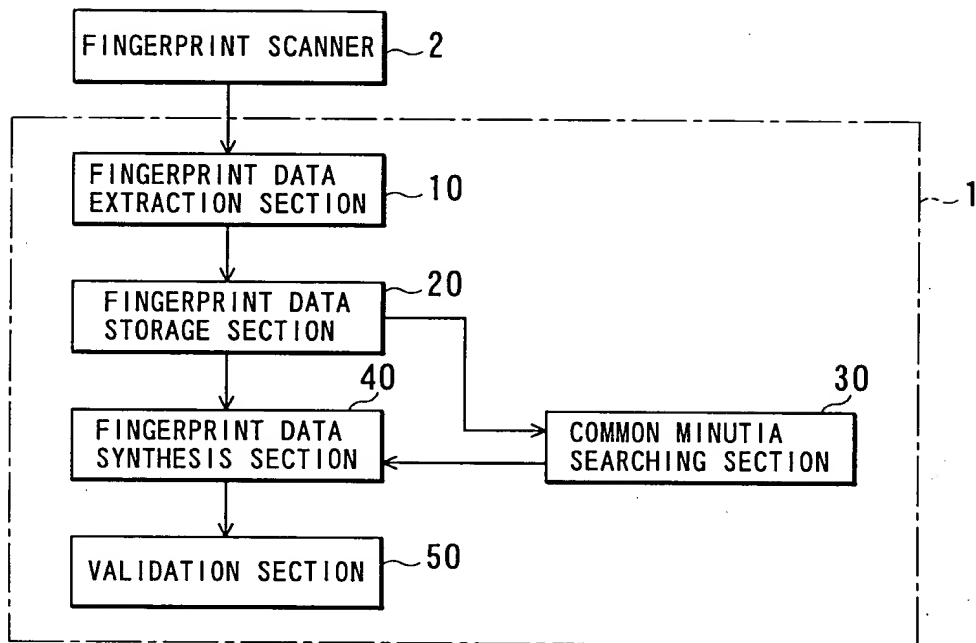 FINGERPRINT SCANNER
2
FINGERPRINT DATA
EXTRACTION SECTION
10
1
FINGERPRINT DATA
STORAGE SECTION
20
40
FINGERPRINT DATA
SYNTHESIS SECTION
30
COMMON MINUTIA
SEARCHING SECTION
VALIDATION SECTION
50